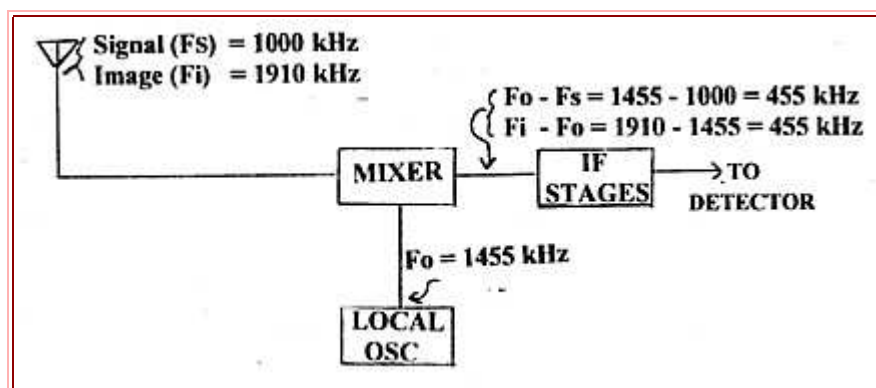 Signal (FS) = 1000 kHz
Image (Fi) = 1910 kHz
Fo - Fs = 1455 - 1000 = 455 kHz
Fi - Fo = 1910 - 1455 = 455 kHz
MIXER
IF
STAGES
TO
DETECTOR
Fo = 1455 kHz
LOCAL
OSC